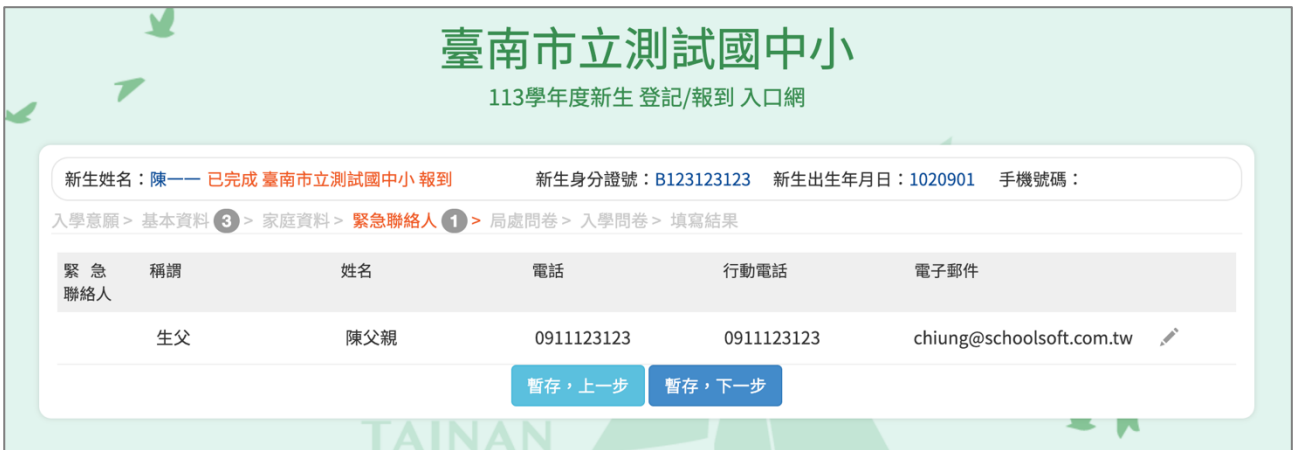 臺南市立測試國中小
113學年度新生 登記/報到 入口網
新生姓名：陳一一 已完成 臺南市立測試國中小 報到 新生身分證號：B123123123 新生出生年月日：1020901 手機號碼：
入學意願 > 基本資料 3 > 家庭資料 > 緊急聯絡人 1 > 局處問卷 > 入學問卷 > 填寫結果
緊 急 聯絡人 稱謂 姓名 電話 行動電話 電子郵件
生父 陳父親 0911123123 0911123123 chiung@schoolsoft.com.tw
暫存，上一步 暫存，下一步
TAINAN